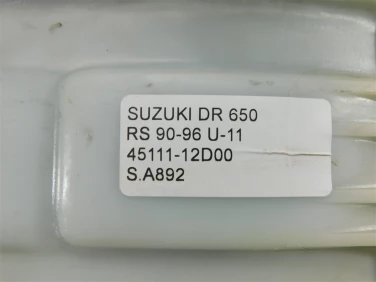 SUZUKI DR 650
RS 90-96 U-11
45111-12D00
S.A892